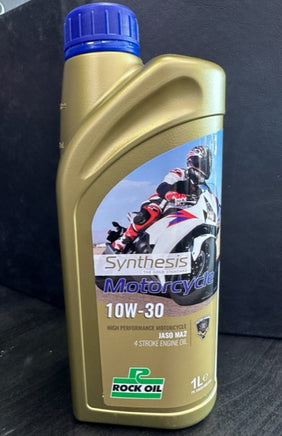 Synthesis
Motorcycle
10W-30
HIGH PERFORMANCE MOTORCYCLE
JASO MA2
4 STROKE ENGINE OIL
ROCK OIL
1L℮